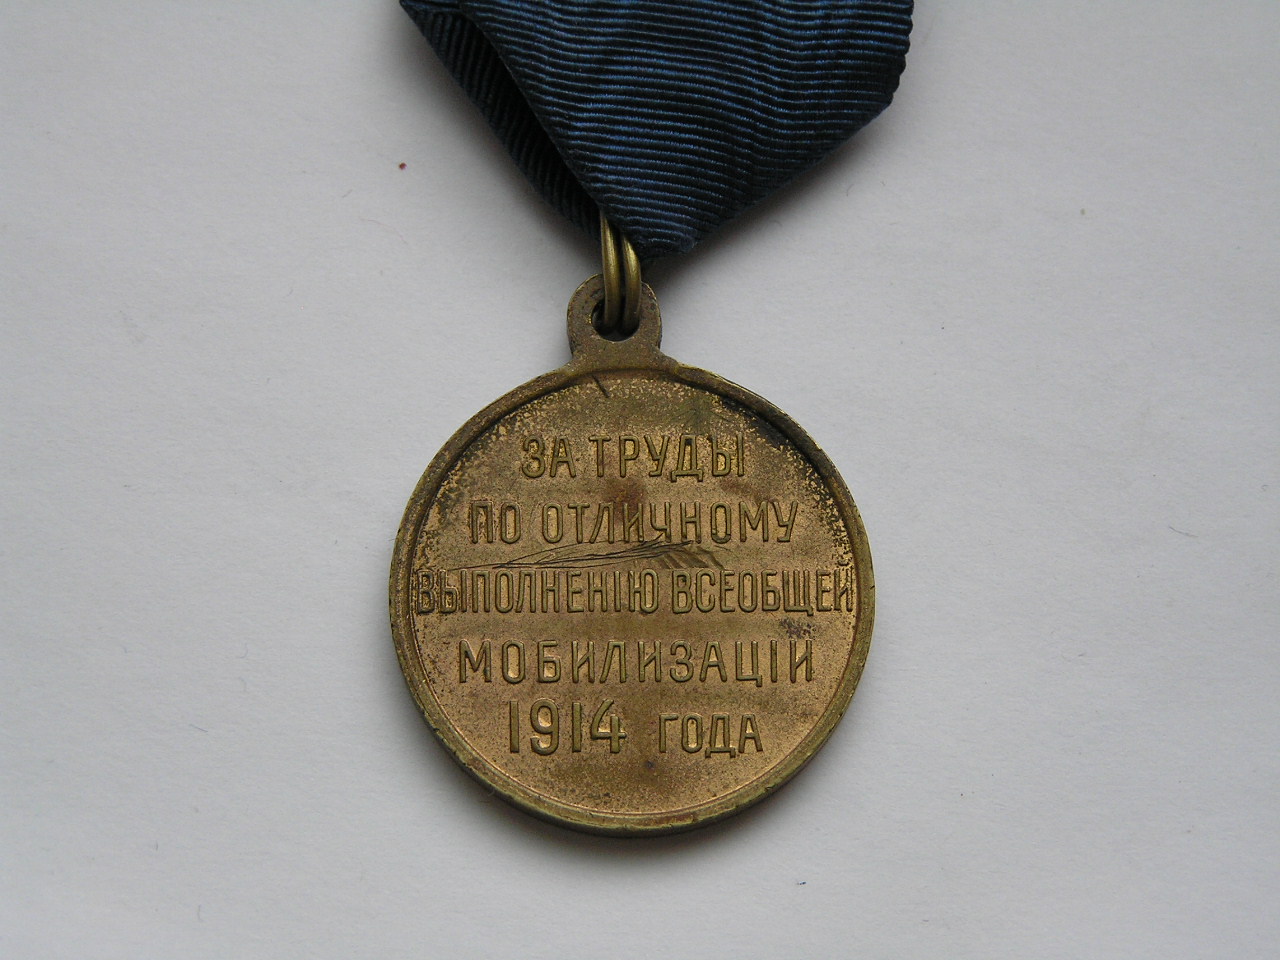 ЗА ТРУДЫ
ПО ОТЛИЧНОМУ
ВЫПОЛНЕНІЮ ВСЕОБЩЕЙ
МОБИЛИЗАЦІИ
1914 ГОДА